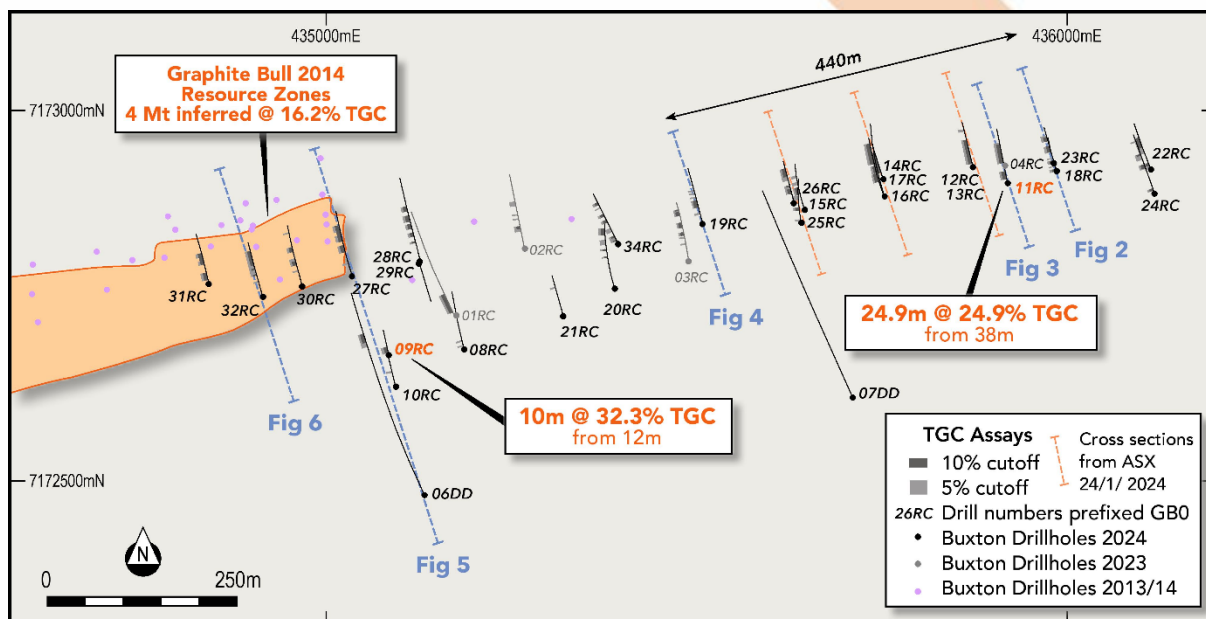 435000mE
436000mE
7173000mN
7172500mN
Graphite Bull 2014
Resource Zones
4 Mt inferred @ 16.2% TGC
440m
14RC
17RC
16RC
26RC
15RC
25RC
12RC
13RC
04RC
11RC
23RC
18RC
22RC
24RC
19RC
03RC
34RC
02RC
20RC
21RC
28RC
29RC
01RC
08RC
27RC
30RC
31RC
32RC
09RC
10RC
07DD
06DD
Fig 2
Fig 3
Fig 4
Fig 5
Fig 6
24.9m @ 24.9% TGC
from 38m
10m @ 32.3% TGC
from 12m
N
0
250m
TGC Assays
10% cutoff
5% cutoff
Cross sections
from ASX
24/1/ 2024
26RC Drill numbers prefixed GB0
Buxton Drillholes 2024
Buxton Drillholes 2023
Buxton Drillholes 2013/14